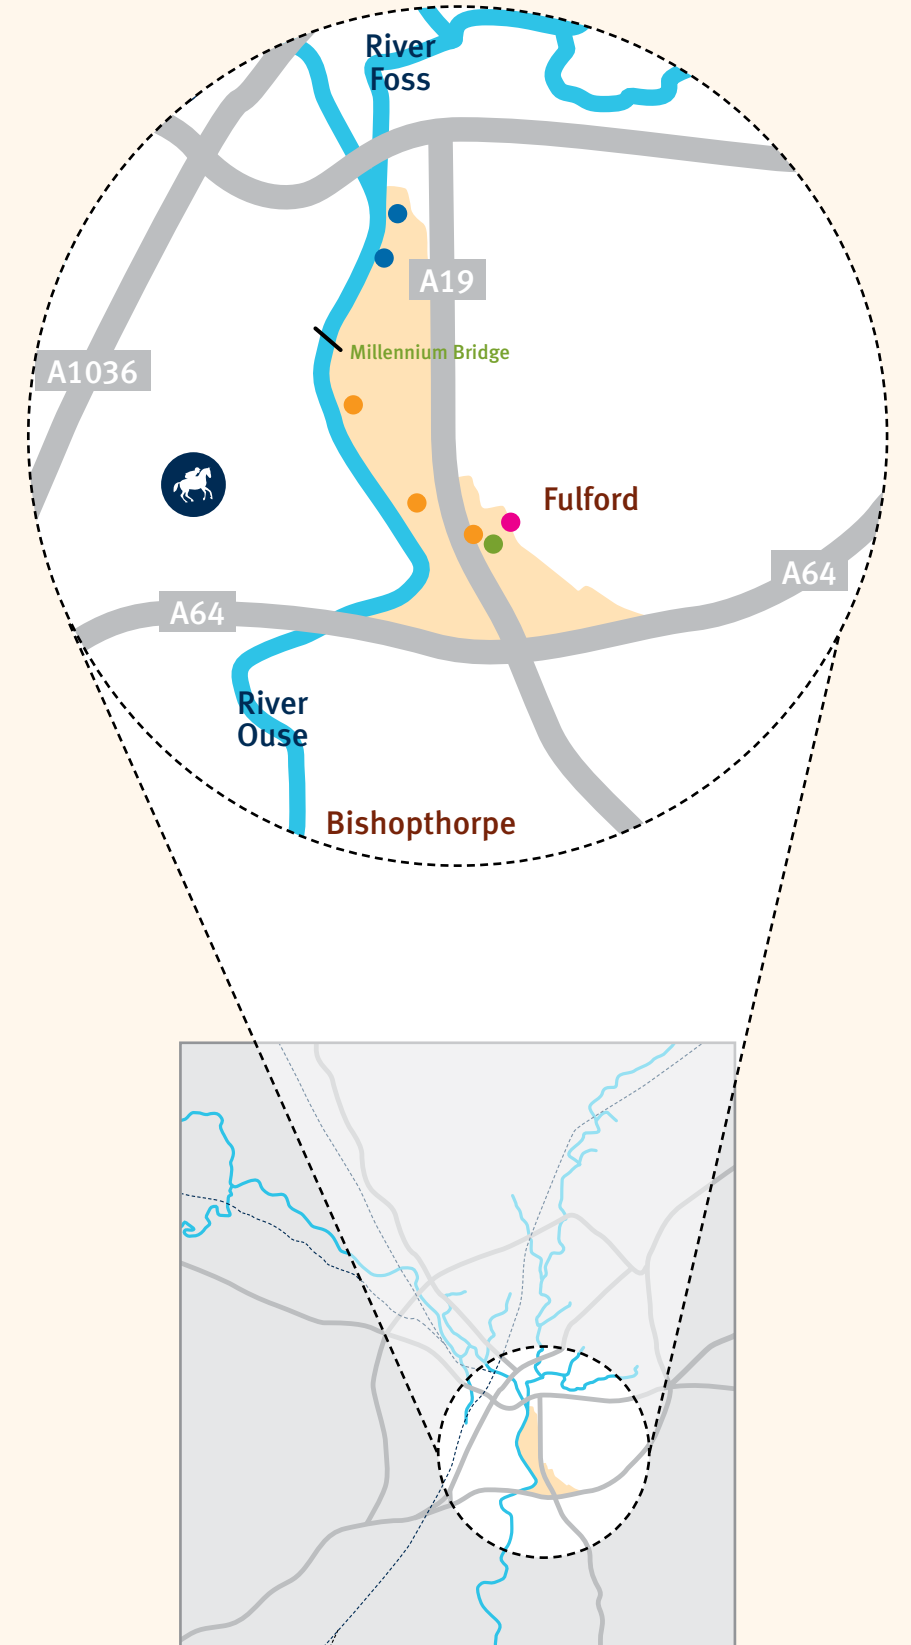 River
Foss
A19
Millennium Bridge
A1036
Fulford
A64
A64
River
Ouse
Bishopthorpe